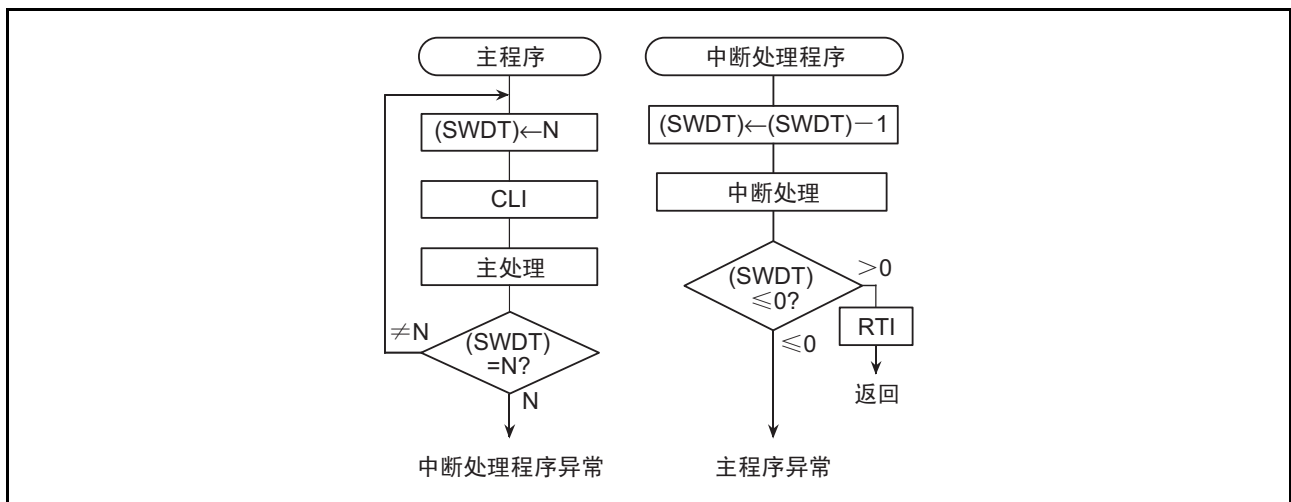 主程序
(SWDT)←N
CLI
主处理
≠N
(SWDT)
=N?
N
中断处理程序异常
中断处理程序
(SWDT)←(SWDT)－1
中断处理
(SWDT)
≤0?
>0
RTI
≤0
返回
主程序异常